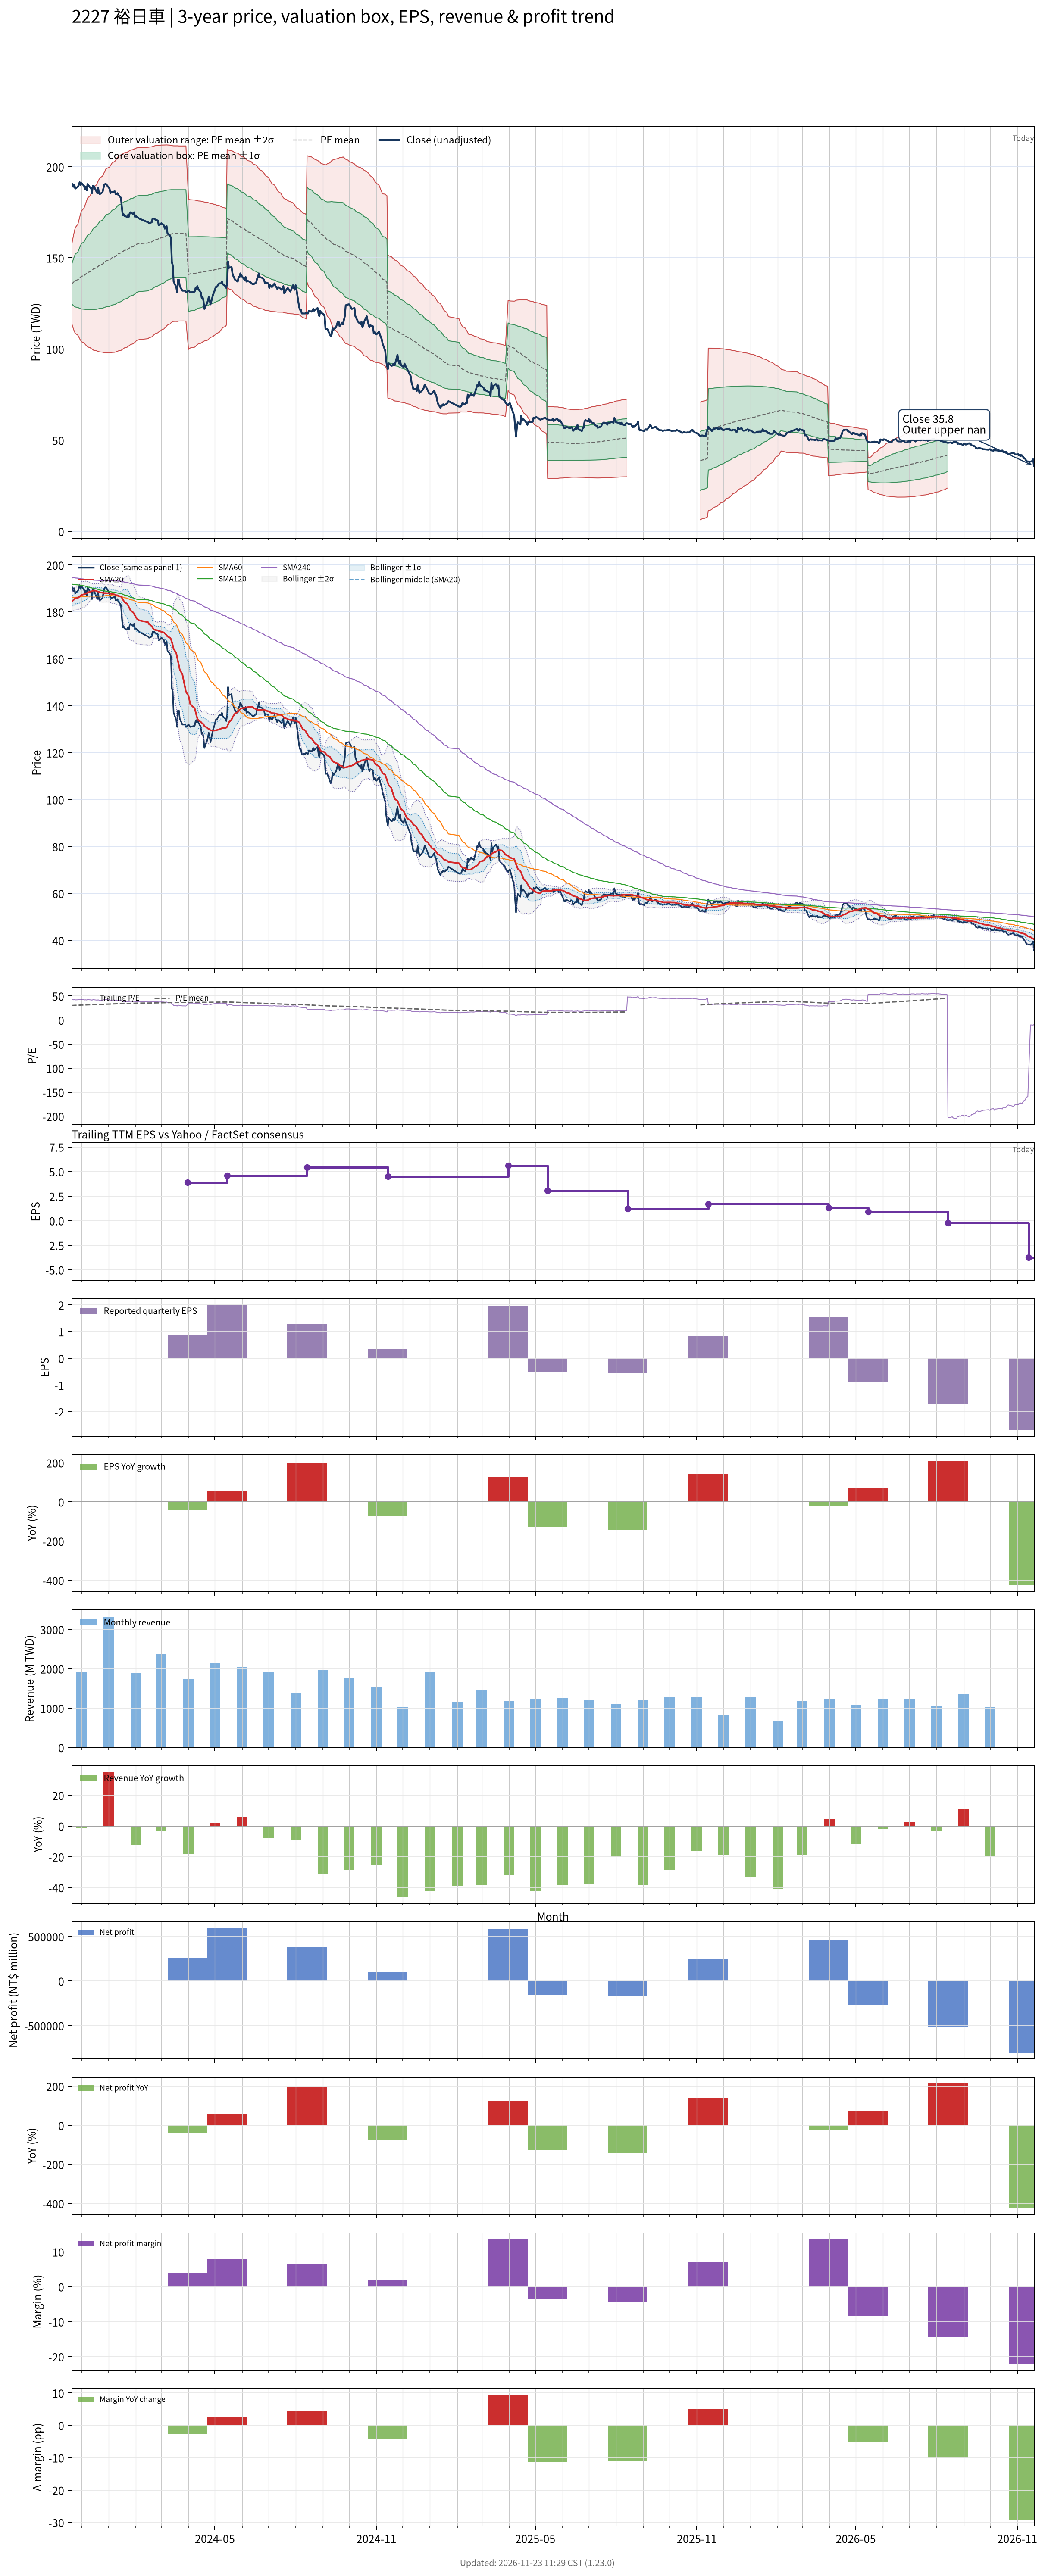 2227 裕日車 | 3-year price, valuation box, EPS, revenue & profit trend
Outer valuation range: PE mean ±2σ
PE mean
Close (unadjusted)
Core valuation box: PE mean ±1σ
Today
Price (TWD)
200
150
100
50
0
Close 35.8
Outer upper nan
Close (same as panel 1)
SMA20
SMA60
SMA120
SMA240
Bollinger ±2σ
Bollinger ±1σ
Bollinger middle (SMA20)
Price
200
180
160
140
120
100
80
60
40
Trailing P/E
P/E mean
P/E
50
0
-50
-100
-150
-200
Trailing TTM EPS vs Yahoo / FactSet consensus
Today
EPS
7.5
5.0
2.5
0.0
-2.5
-5.0
Reported quarterly EPS
EPS
2
1
0
-1
-2
EPS YoY growth
YoY (%)
200
0
-200
-400
Monthly revenue
Revenue (M TWD)
3000
2000
1000
0
Revenue YoY growth
YoY (%)
20
0
-20
-40
Month
Net profit
Net profit (NT$ million)
500000
0
-500000
Net profit YoY
YoY (%)
200
0
-200
-400
Net profit margin
Margin (%)
10
0
-10
-20
Margin YoY change
Δ margin (pp)
10
0
-10
-20
-30
2024-05
2024-11
2025-05
2025-11
2026-05
2026-11
Updated: 2026-11-23 11:29 CST (1.23.0)